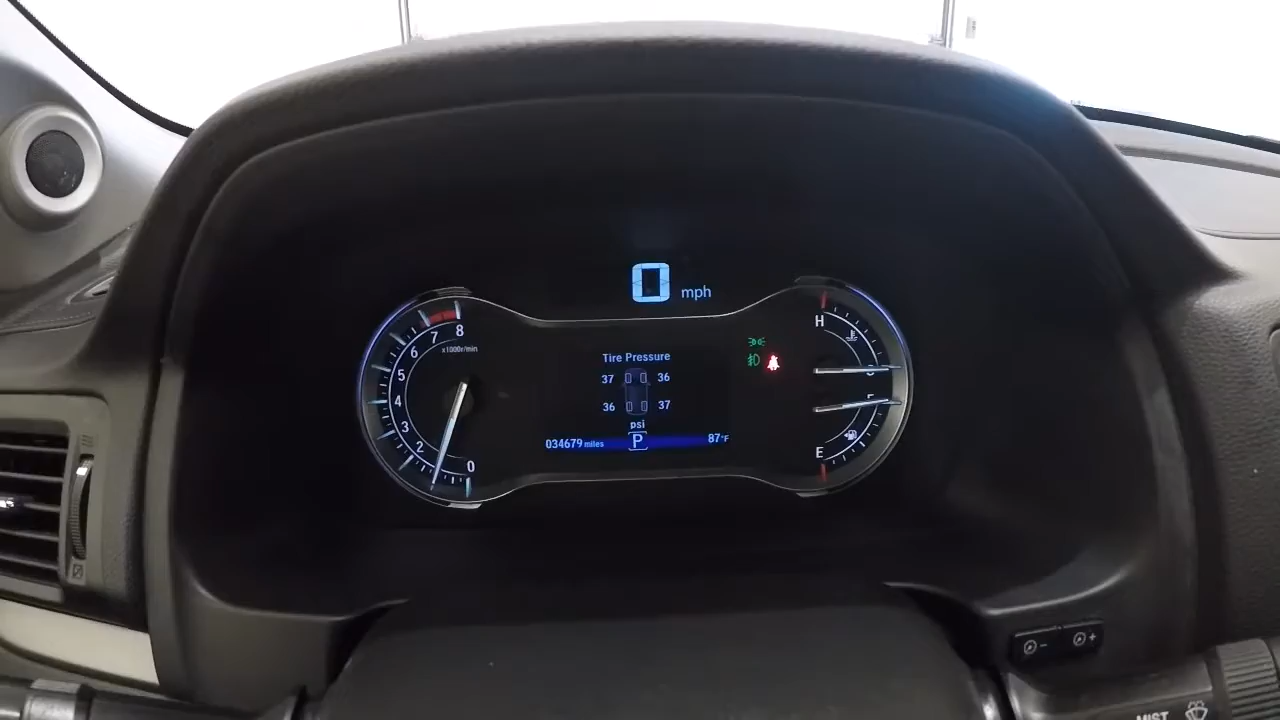 0 mph
8
7
6
5
4
3
2
0
x1000r/min
Tire Pressure
37 36
36 37
psi
034679 miles P 87°F
H
C
F
E
- +
MIST